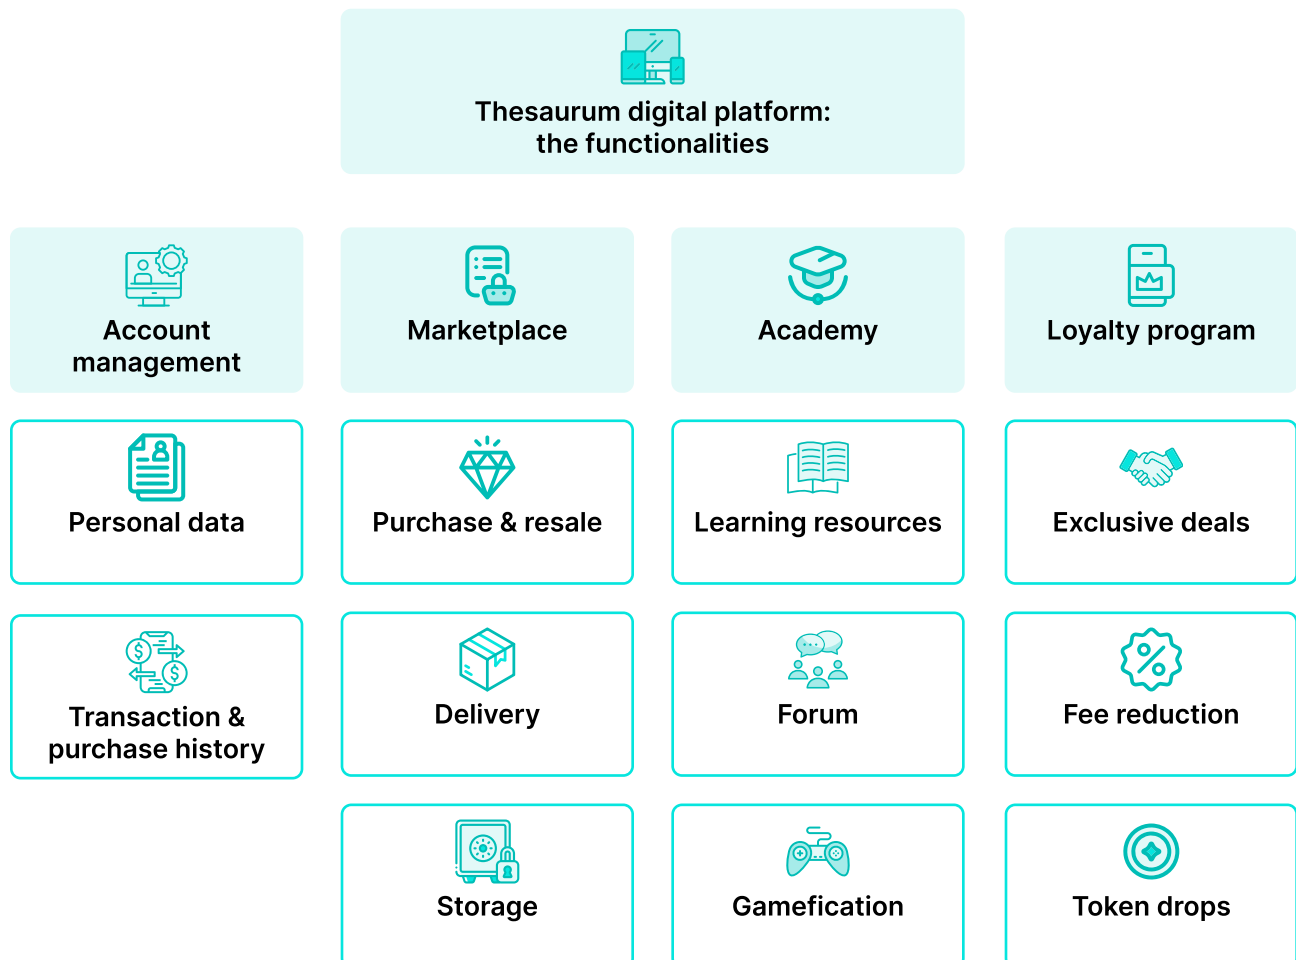 Thesaurum digital platform:
the functionalities
Account
management
Marketplace
Academy
Loyalty program
Personal data
Purchase & resale
Learning resources
Exclusive deals
Transaction &
purchase history
Delivery
Forum
Fee reduction
Storage
Gamefication
Token drops